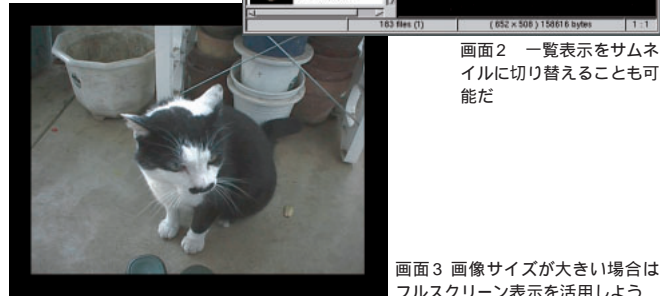 183 files (1) ( 652 × 508 ) 158616 bytes 1 : 1
画面2 一覧表示をサムネ
イルに切り替えることも可
能だ
画面3 画像サイズが大きい場合は
フルスクリーン表示を活用しよう